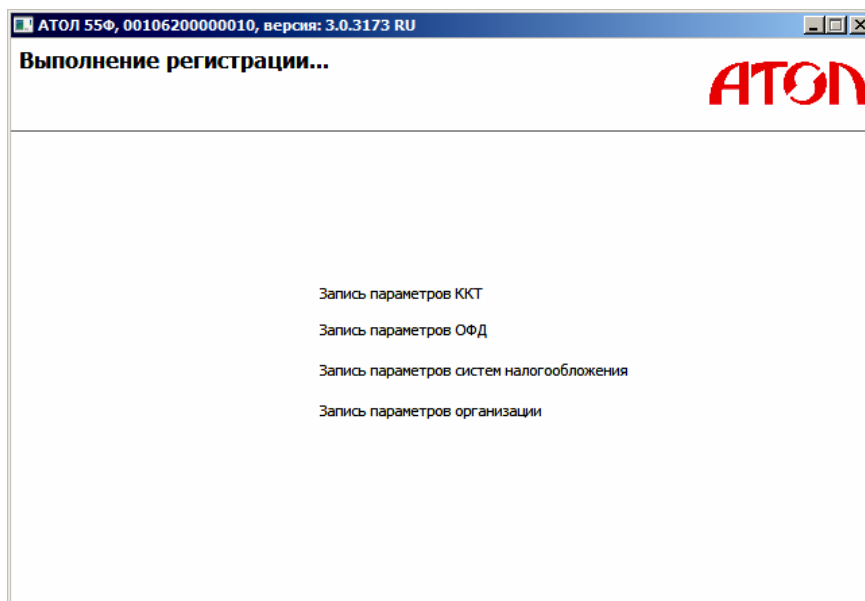 АТОЛ 55Ф, 00106200000010, версия: 3.0.3173 RU
Выполнение регистрации...
АТОЛ
Запись параметров ККТ
Запись параметров ОФД
Запись параметров систем налогообложения
Запись параметров организации